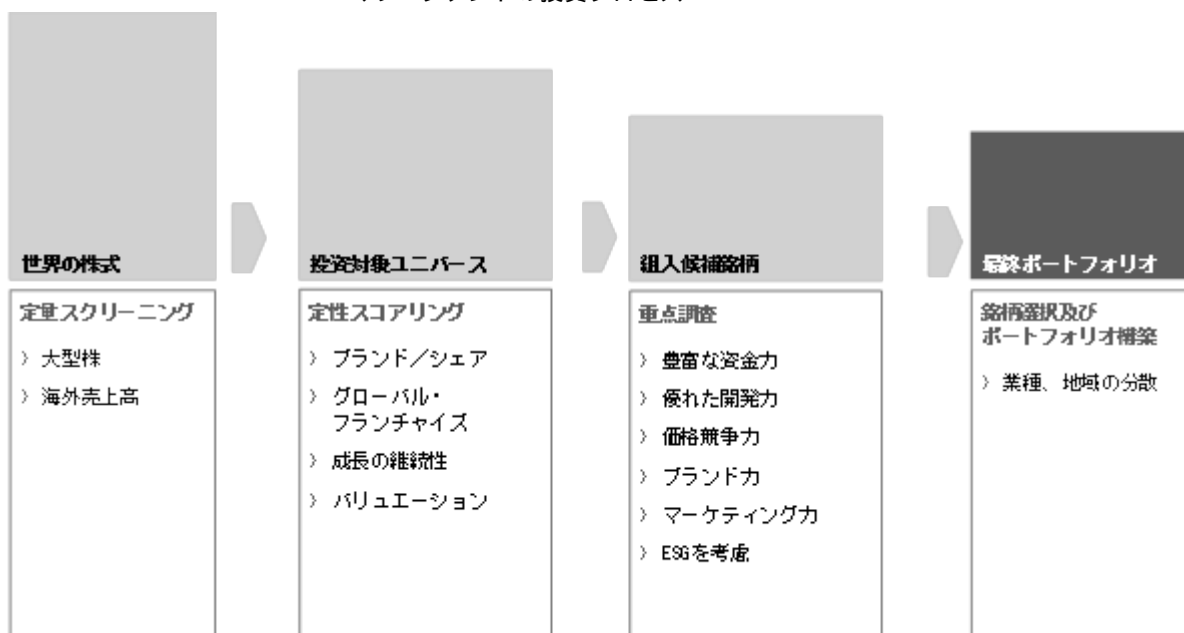 の投資
世界の株式
定量スクリーニング
〉 大型株
〉 海外売上高
投資対象ユニバース
定性スコアリング
〉 ブランド／シェア
〉 グローバル・
フランチャイズ
〉 成長の継続性
〉 バリュエーション
組入候補銘柄
重点調査
〉 豊富な資金力
〉 優れた開発力
〉 価格競争力
〉 ブランド力
〉 マーケティング力
〉 ESGを考慮
最終ポートフォリオ
銘柄選択及び
ポートフォリオ構築
〉 業種、地域の分散